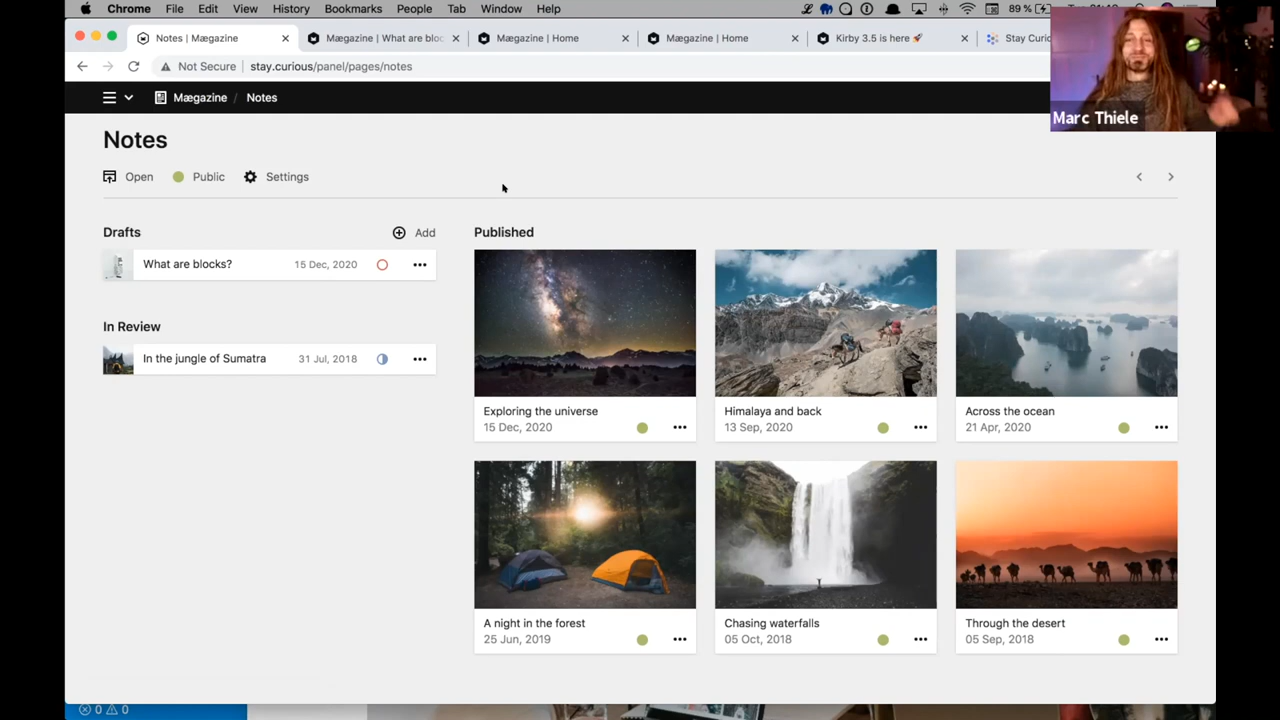 Chrome File Edit View History Bookmarks People Tab Window Help 89 %
Notes | Mægazine
Mægazine | What are bloc
Mægazine | Home
Mægazine | Home
Kirby 3.5 is here 🚀
Stay Curio
Not Secure stay.curious/panel/pages/notes
Marc Thiele
Mægazine / Notes
Notes
Open Public Settings
Drafts Add
What are blocks? 15 Dec, 2020
In Review
In the jungle of Sumatra 31 Jul, 2018
Published
Exploring the universe
15 Dec, 2020
Himalaya and back
13 Sep, 2020
Across the ocean
21 Apr, 2020
A night in the forest
25 Jun, 2019
Chasing waterfalls
05 Oct, 2018
Through the desert
05 Sep, 2018
0 0